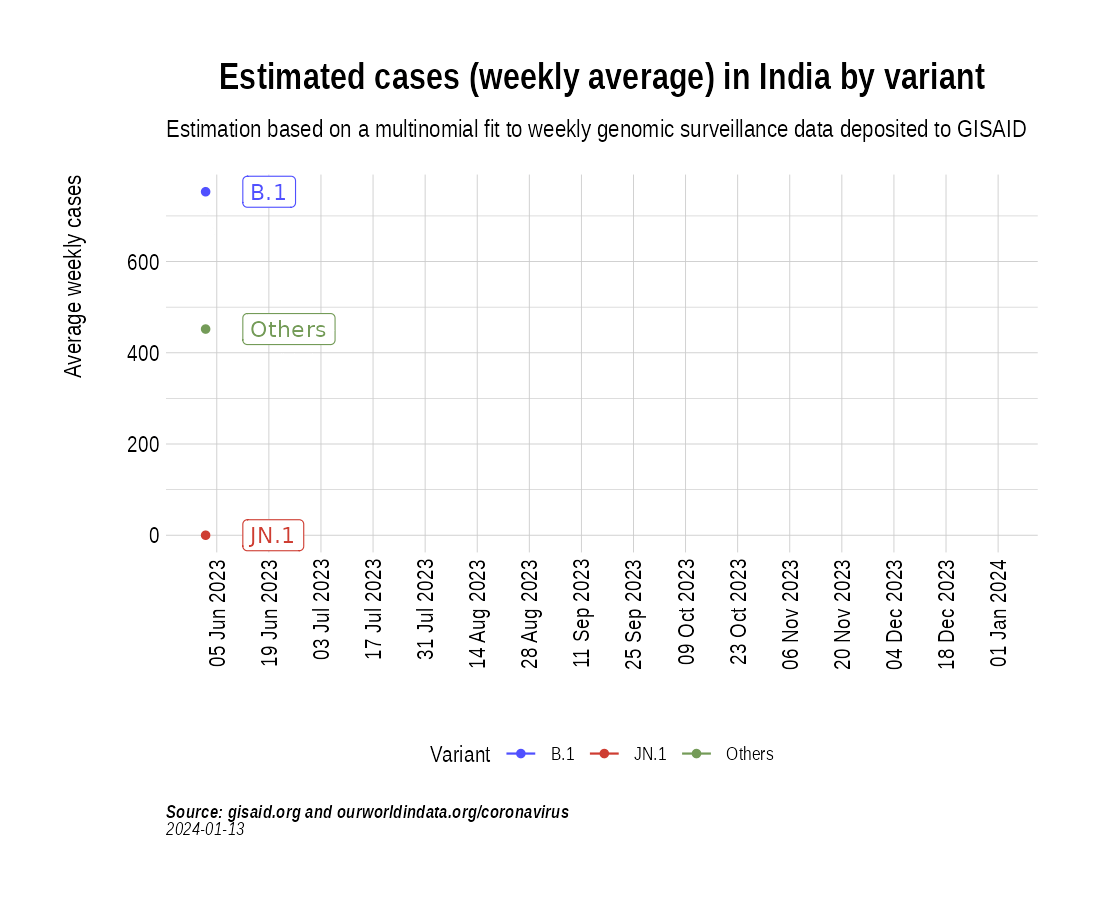 Estimated cases (weekly average) in India by variant
Estimation based on a multinomial fit to weekly genomic surveillance data deposited to GISAID
Average weekly cases
B.1
600
Others
400
200
JN.1
0
05 Jun 2023
19 Jun 2023
03 Jul 2023
17 Jul 2023
31 Jul 2023
14 Aug 2023
28 Aug 2023
11 Sep 2023
25 Sep 2023
09 Oct 2023
23 Oct 2023
06 Nov 2023
20 Nov 2023
04 Dec 2023
18 Dec 2023
01 Jan 2024
Variant B.1 JN.1 Others
Source: gisaid.org and ourworldindata.org/coronavirus
2024-01-13